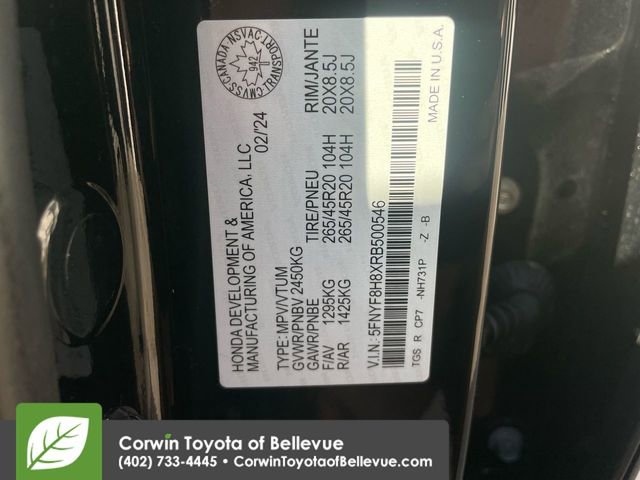 HONDA DEVELOPMENT &
MANUFACTURING OF AMERICA, LLC 02/'24
CMVSS CANADA NSVAC TRANSPORT
942
TYPE:MPV/VTUM
GVWR/PNBV 2450KG
GAWR/PNBE TIRE/PNEU RIM/JANTE
F/AV 1295KG 265/45R20 104H 20X8.5J
R/AR 1425KG 265/45R20 104H 20X8.5J
V.I.N.: 5FNYF8H8XRB500546
TGS R CP7 -NH731P -Z -B MADE IN U.S.A.
Corwin Toyota of Bellevue
(402) 733-4445 • CorwinToyotaofBellevue.com